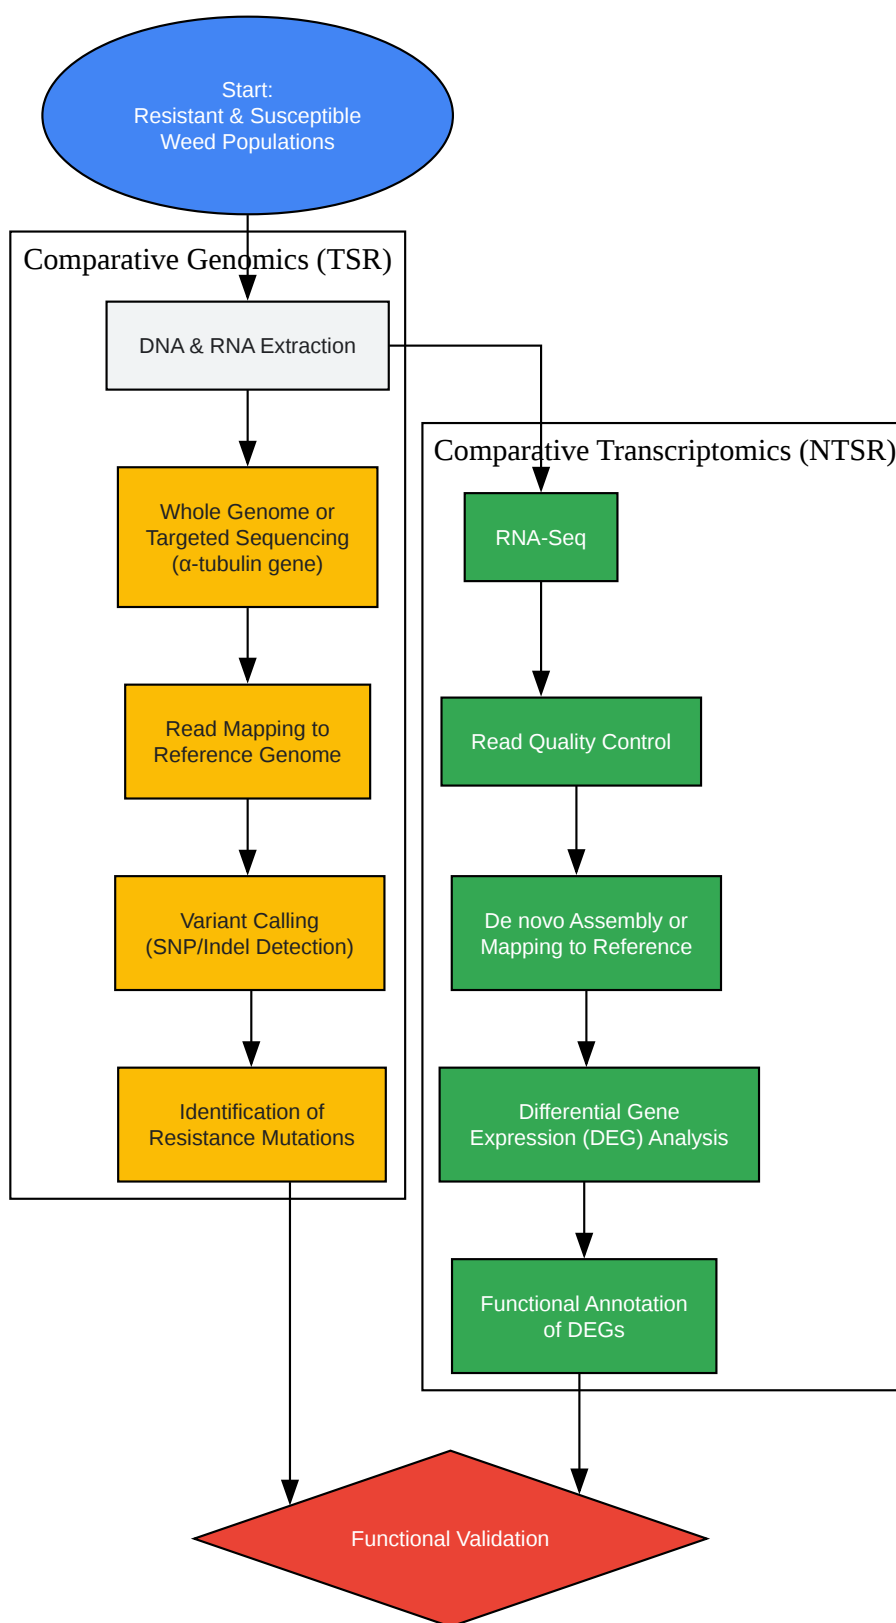 Start:
Resistant & Susceptible
Weed Populations
Comparative Genomics (TSR)
DNA & RNA Extraction
Whole Genome or
Targeted Sequencing
(α-tubulin gene)
Read Mapping to
Reference Genome
Variant Calling
(SNP/Indel Detection)
Identification of
Resistance Mutations
Comparative Transcriptomics (NTSR)
RNA-Seq
Read Quality Control
De novo Assembly or
Mapping to Reference
Differential Gene
Expression (DEG) Analysis
Functional Annotation
of DEGs
Functional Validation